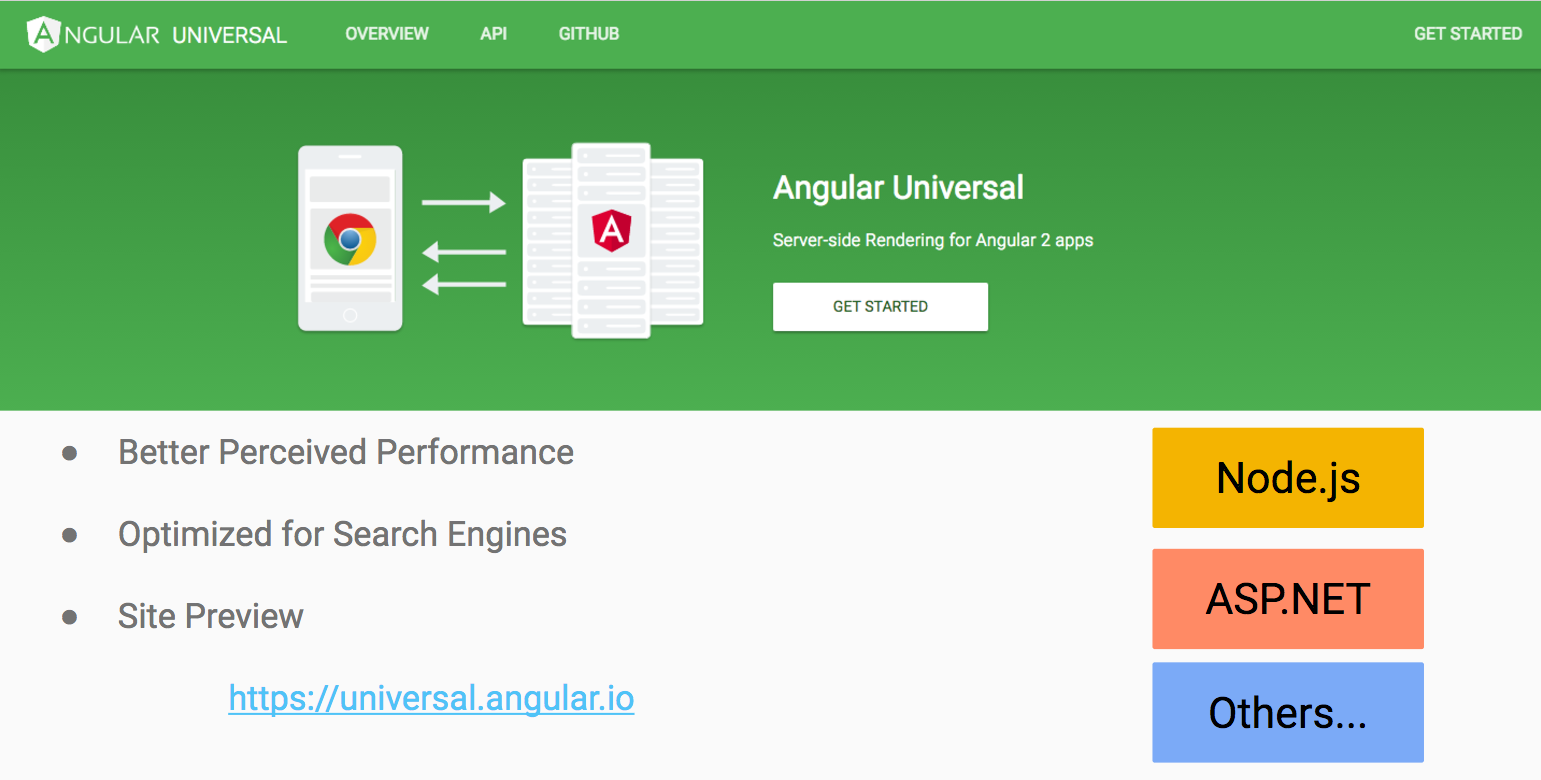 ANGULAR UNIVERSAL OVERVIEW API GITHUB GET STARTED
Angular Universal
Server-side Rendering for Angular 2 apps
GET STARTED
● Better Perceived Performance
● Optimized for Search Engines
● Site Preview
https://universal.angular.io
Node.js
ASP.NET
Others...